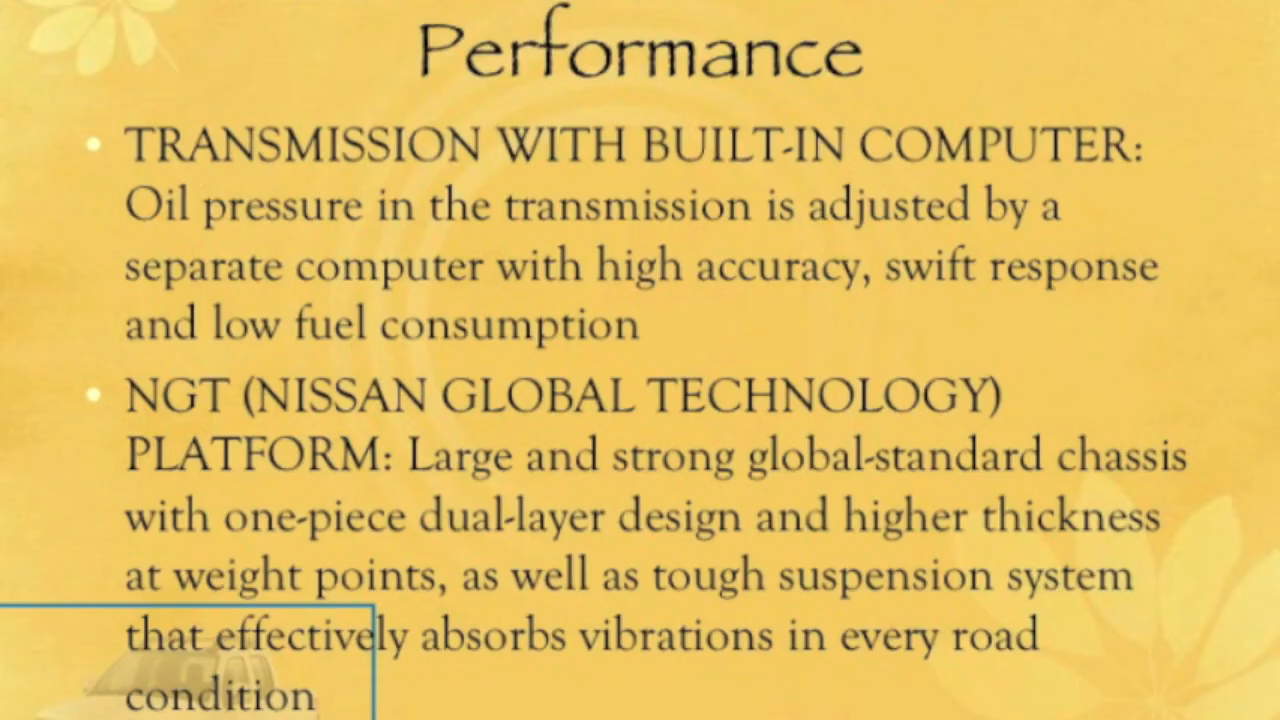 Performance
• TRANSMISSION WITH BUILT-IN COMPUTER:
Oil pressure in the transmission is adjusted by a
separate computer with high accuracy, swift response
and low fuel consumption
• NGT (NISSAN GLOBAL TECHNOLOGY)
PLATFORM: Large and strong global-standard chassis
with one-piece dual-layer design and higher thickness
at weight points, as well as tough suspension system
that effectively absorbs vibrations in every road
condition